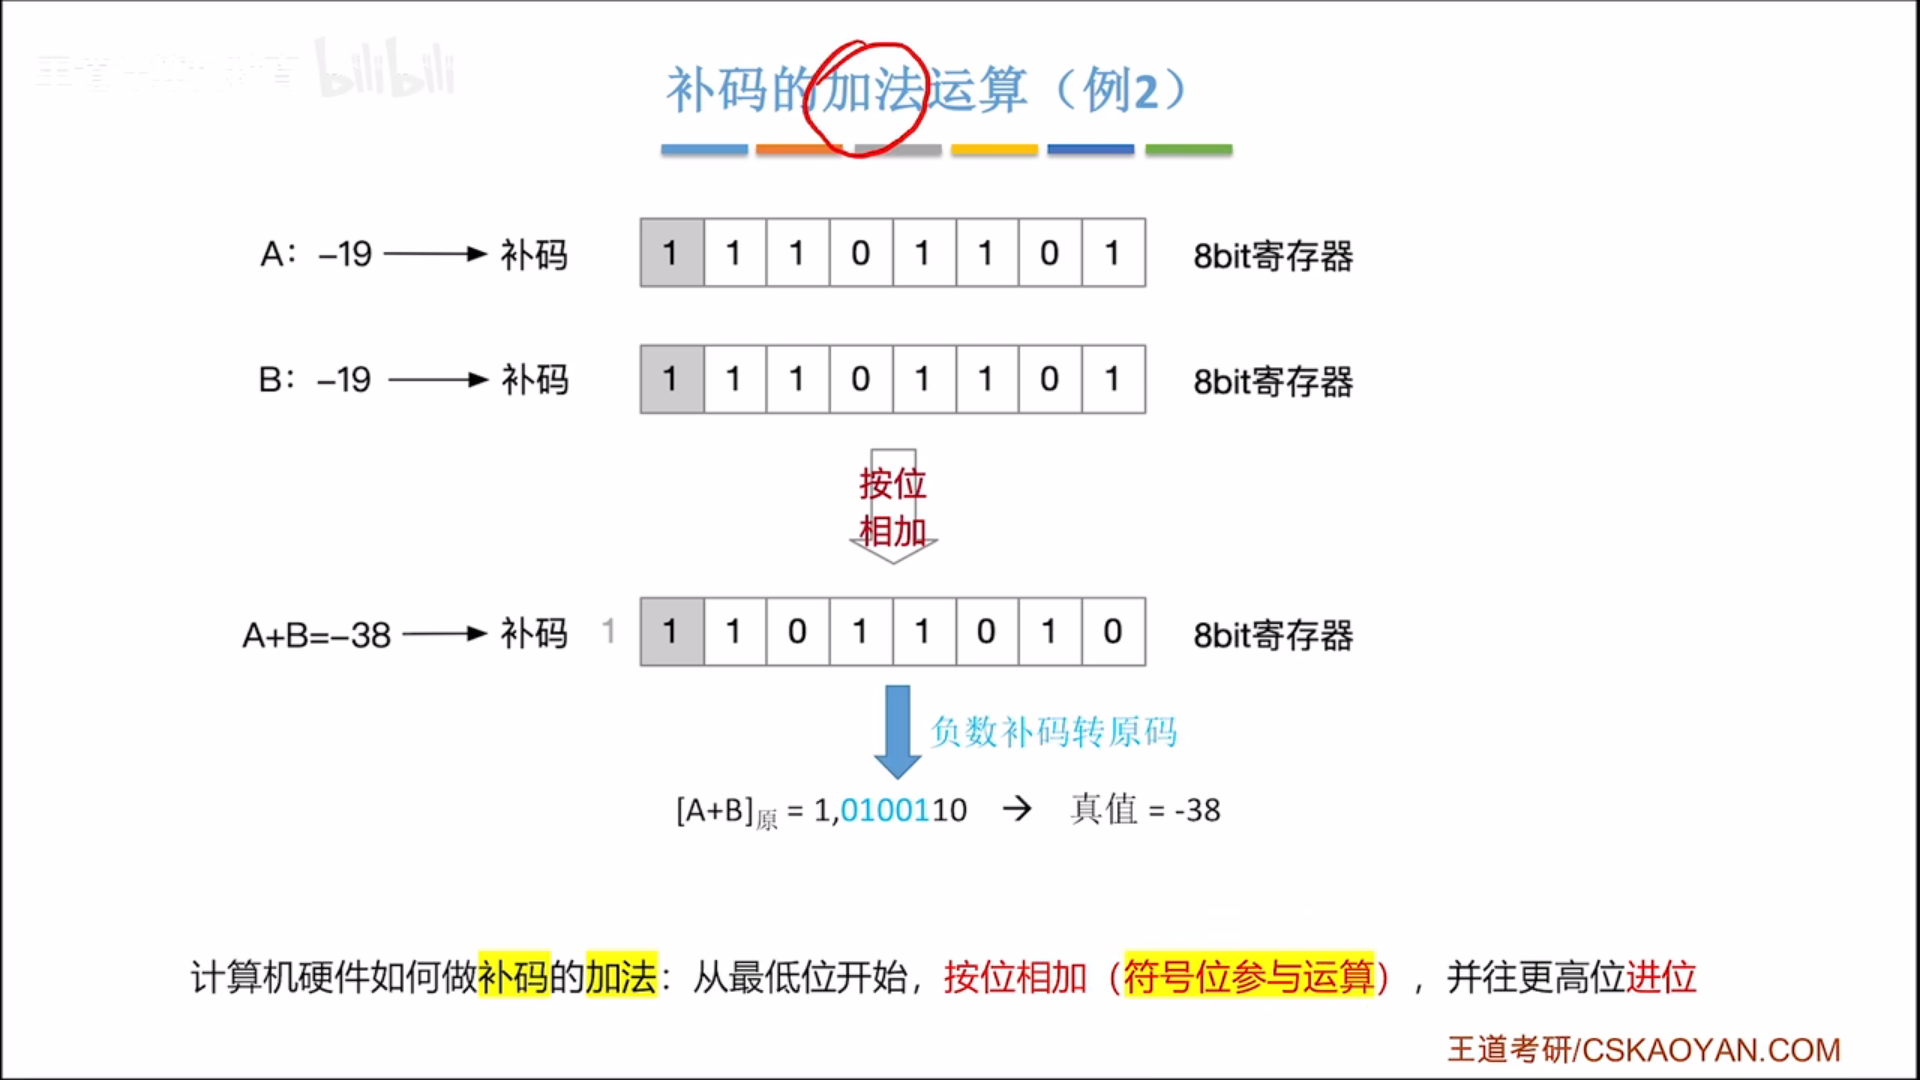 bilibili
补码的加法运算（例2）
A：-19 → 补码 1 1 1 0 1 1 0 1 8bit寄存器
B：-19 → 补码 1 1 1 0 1 1 0 1 8bit寄存器
按位
相加
A+B=-38 → 补码 1 1 1 0 1 1 0 1 0 8bit寄存器
负数补码转原码
[A+B]原 = 1,0100110 → 真值 = -38
计算机硬件如何做补码的加法：从最低位开始，按位相加（符号位参与运算），并往更高位进位
王道考研/CSKAOYAN.COM